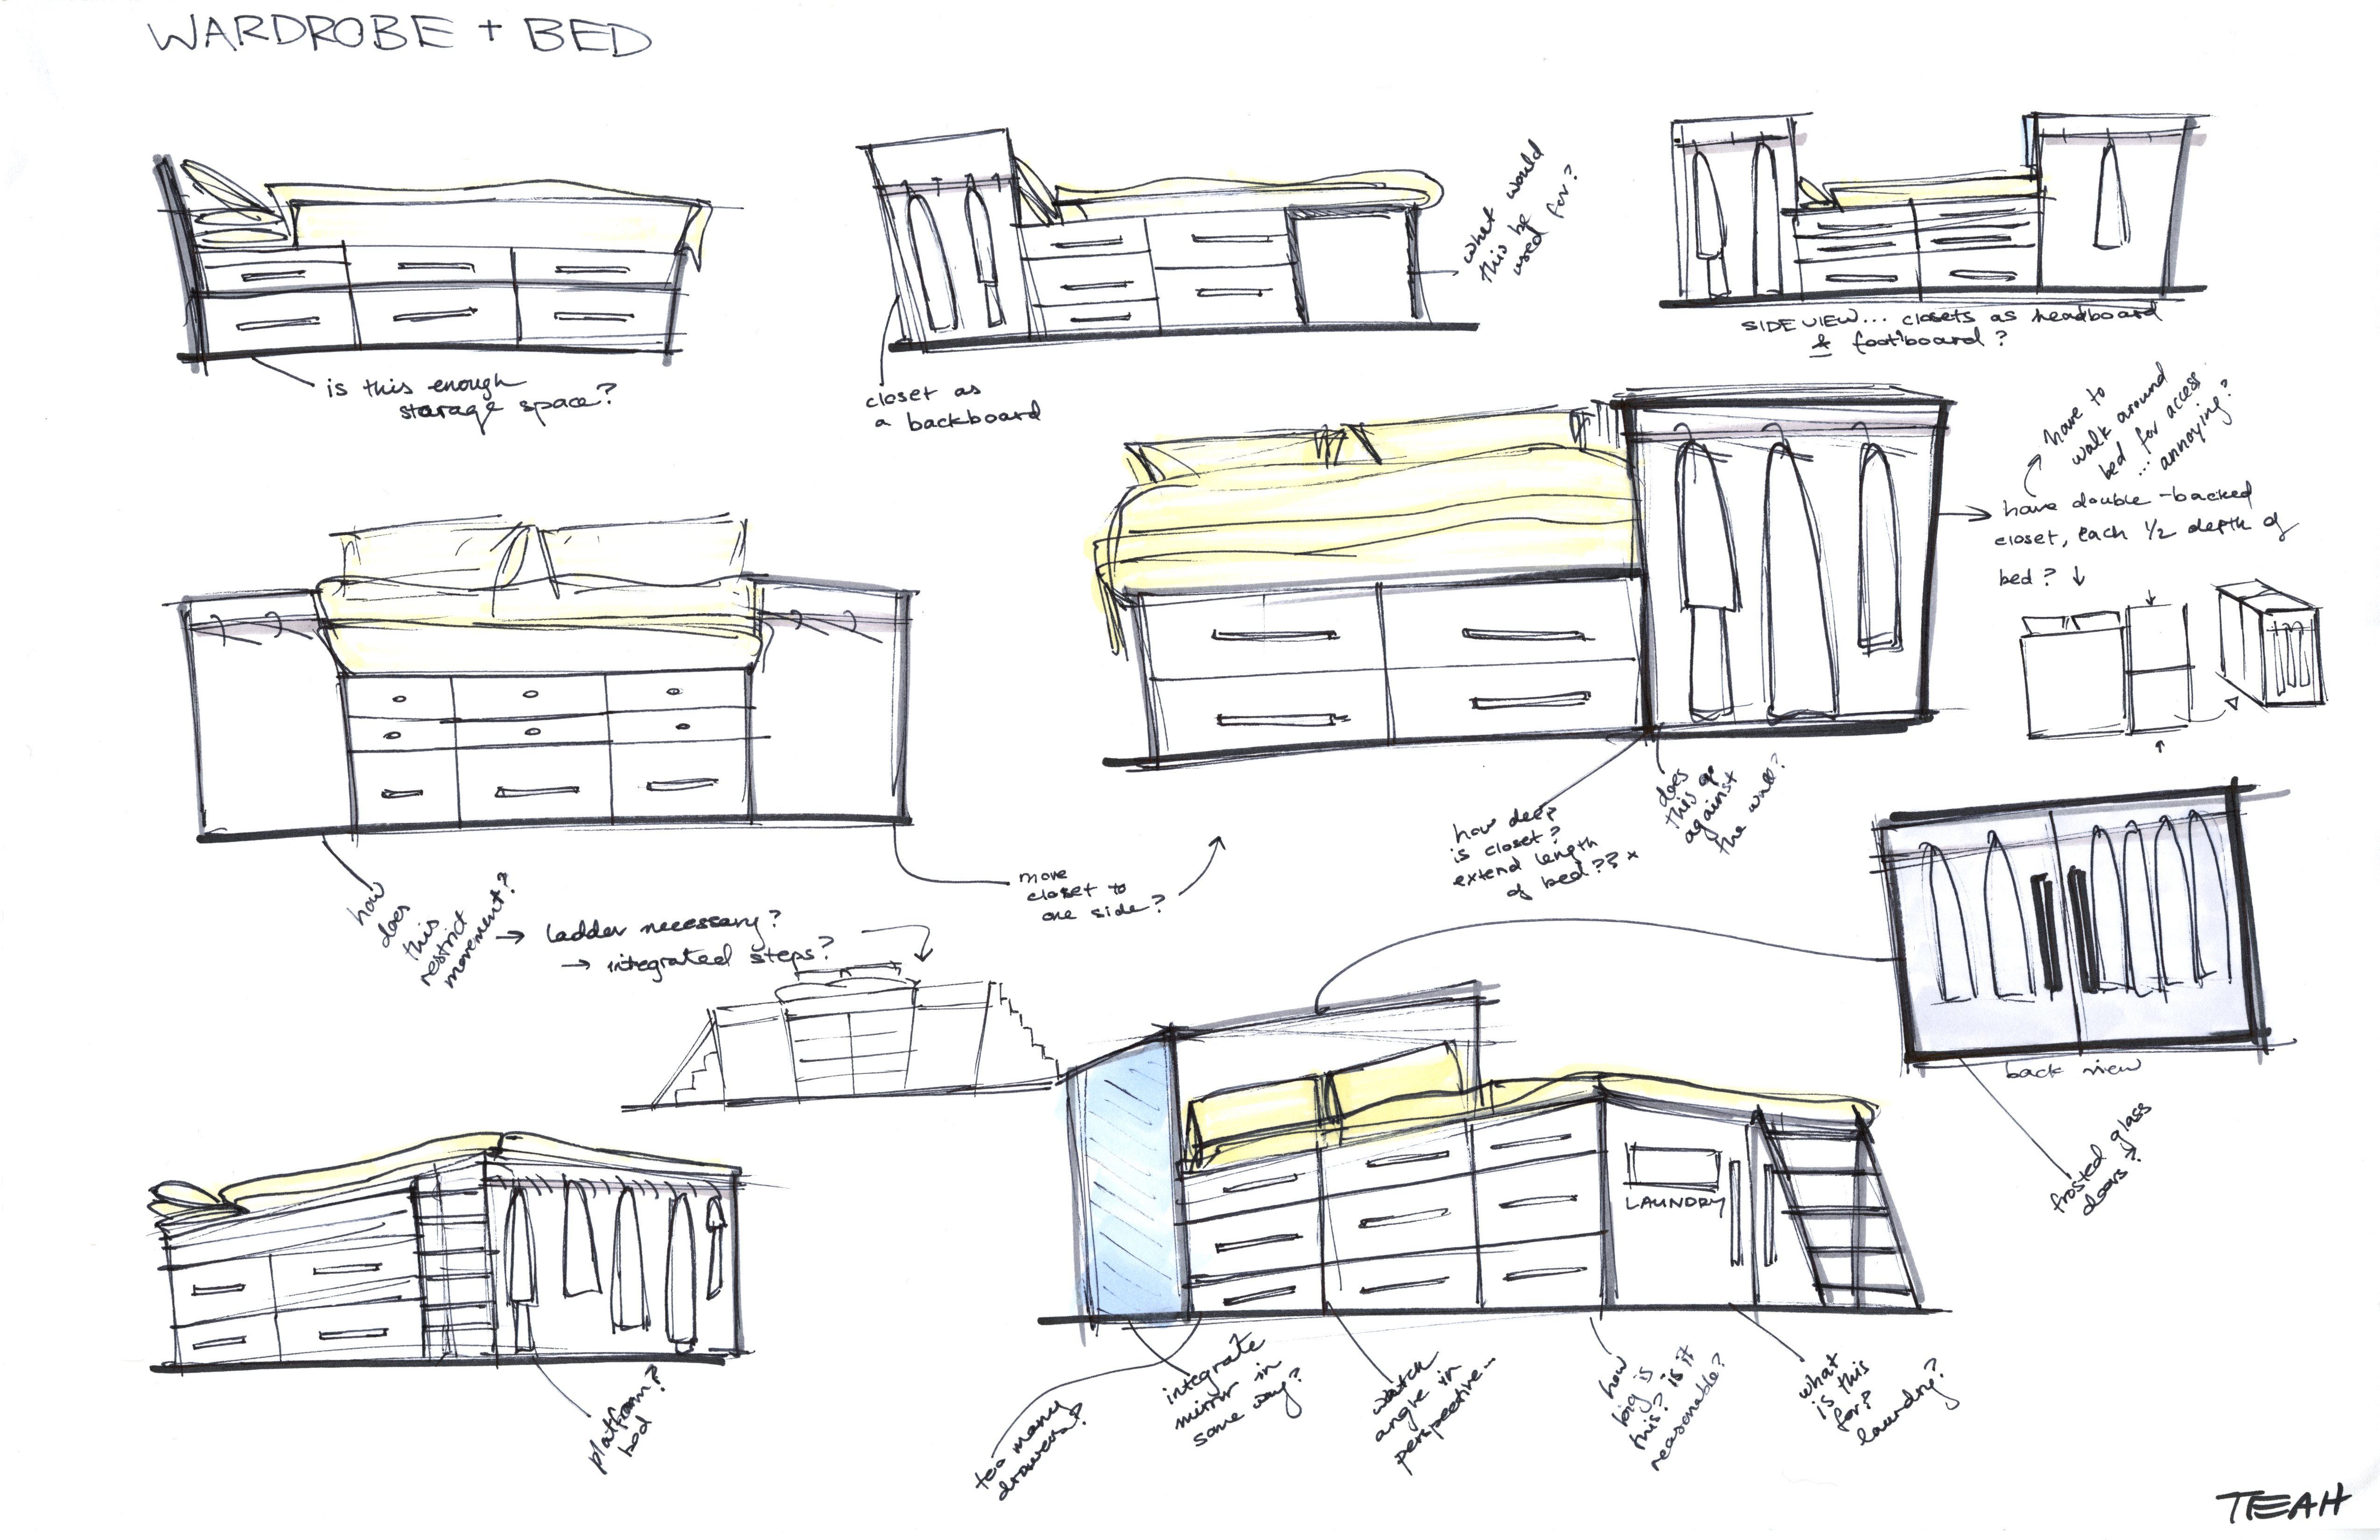 WARDROBE + BED
is this enough
storage space?
closet as
a backboard
what would
this be
used for?
SIDE VIEW... closets as headboard
& footboard?
have to
walk around
bed for access
... annoying?
have double-backed
closet, each 1/2 depth of
bed? ↓
how
does
this
restrict
movement?
→ ladder necessary?
→ integrated steps?
move
closet to
one side?
how deep
is closet?
extend length
of bed??*
does
this go
against
the wall?
back view
frosted glass
doors?
LAUNDRY
platform?
bed
too many
drawers?
integrate
mirror in
some way?
watch
angle in
perspective...
how
big is
this? is it
reasonable?
what
is this
for?
laundry?
TEAH